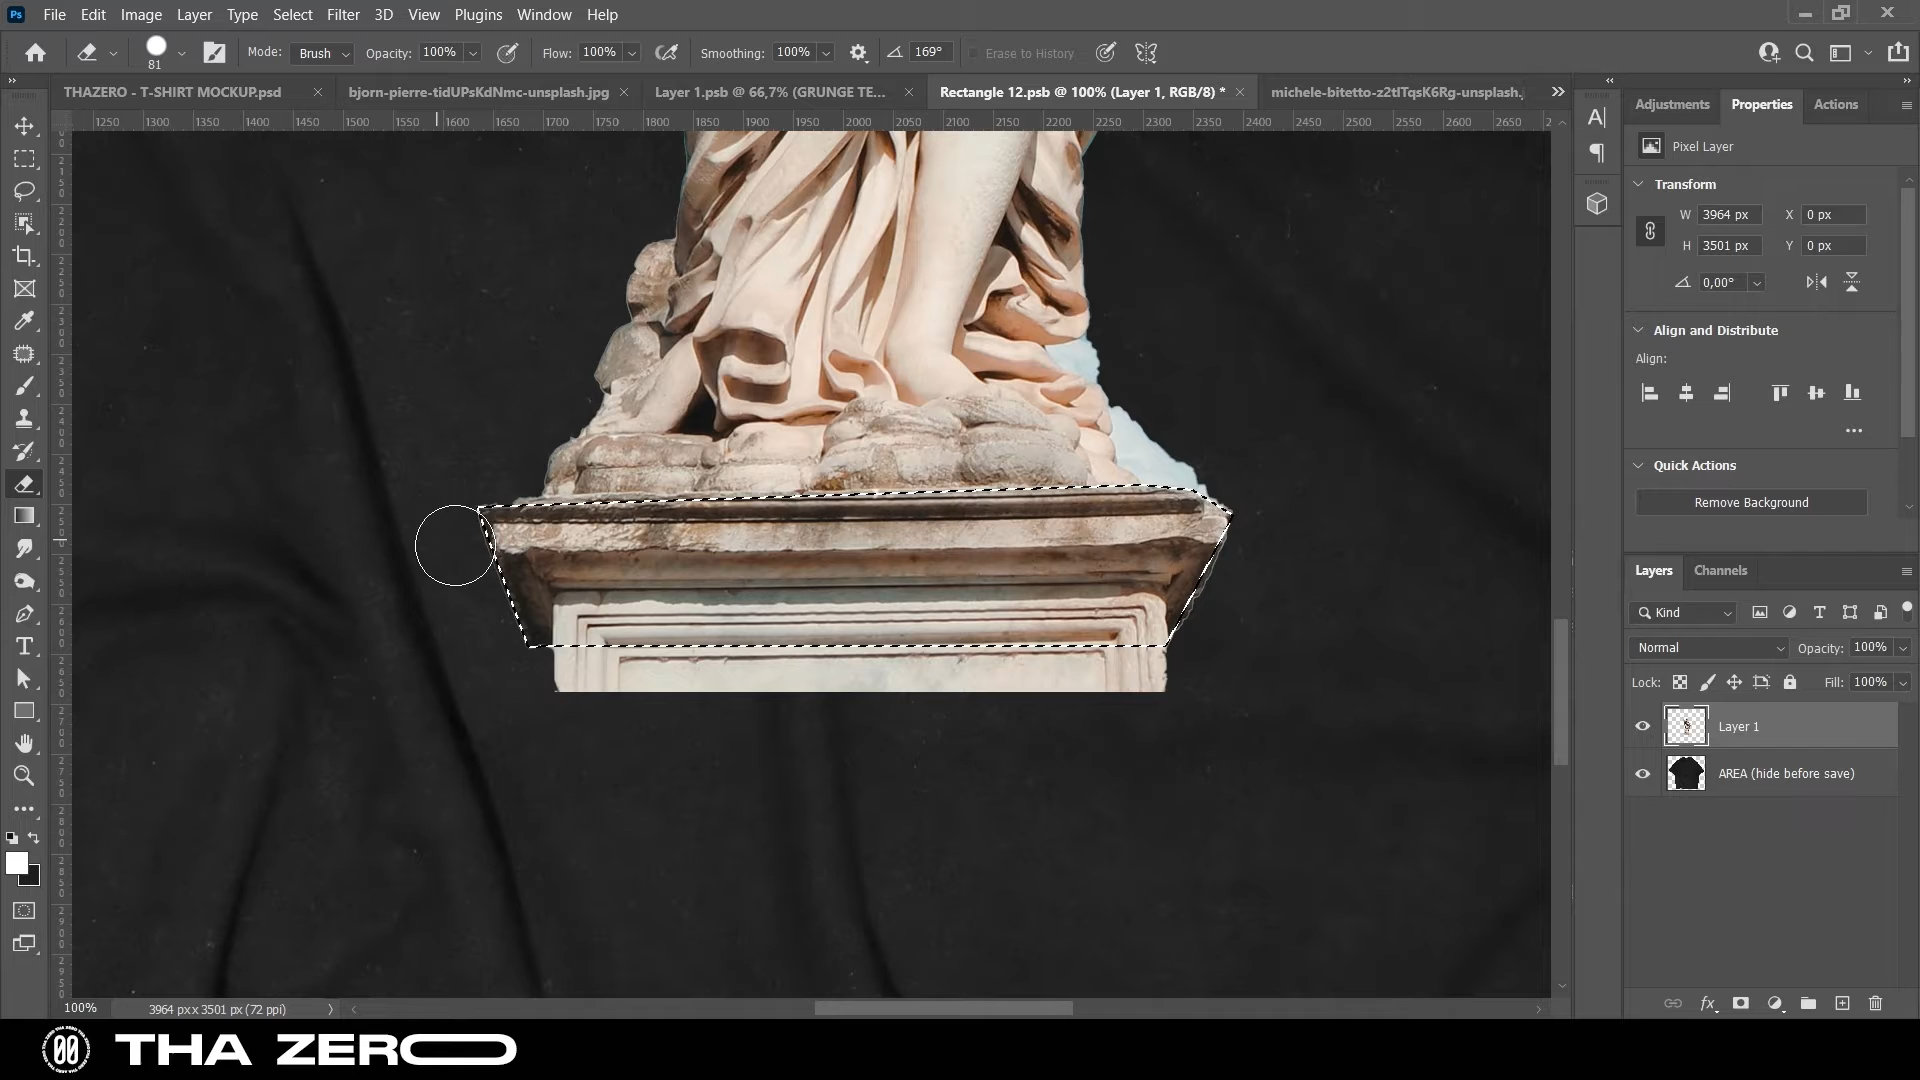 Ps File Edit Image Layer Type Select Filter 3D View Plugins Window Help
81 Mode: Brush Opacity: 100% Flow: 100% Smoothing: 100% 169° Erase to History
THAZERO - T-SHIRT MOCKUP.psd bjorn-pierre-tidUPsKdNmc-unsplash.jpg Layer 1.psb @ 66,7% (GRUNGE TE... Rectangle 12.psb @ 100% (Layer 1, RGB/8) * michele-bitetto-z2tITqsK6Rg-unsplash.
1250 1300 1350 1400 1450 1500 1550 1600 1650 1700 1750 1800 1850 1900 1950 2000 2050 2100 2150 2200 2250 2300 2350 2400 2450 2500 2550 2600 2650
Adjustments Properties Actions
Pixel Layer
Transform
W 3964 px X 0 px
H 3501 px Y 0 px
0,00°
Align and Distribute
Align:
Quick Actions
Remove Background
Layers Channels
Kind
Normal Opacity: 100%
Lock: Fill: 100%
Layer 1
AREA (hide before save)
100% 3964 px x 3501 px (72 ppi)
00 THA ZERO